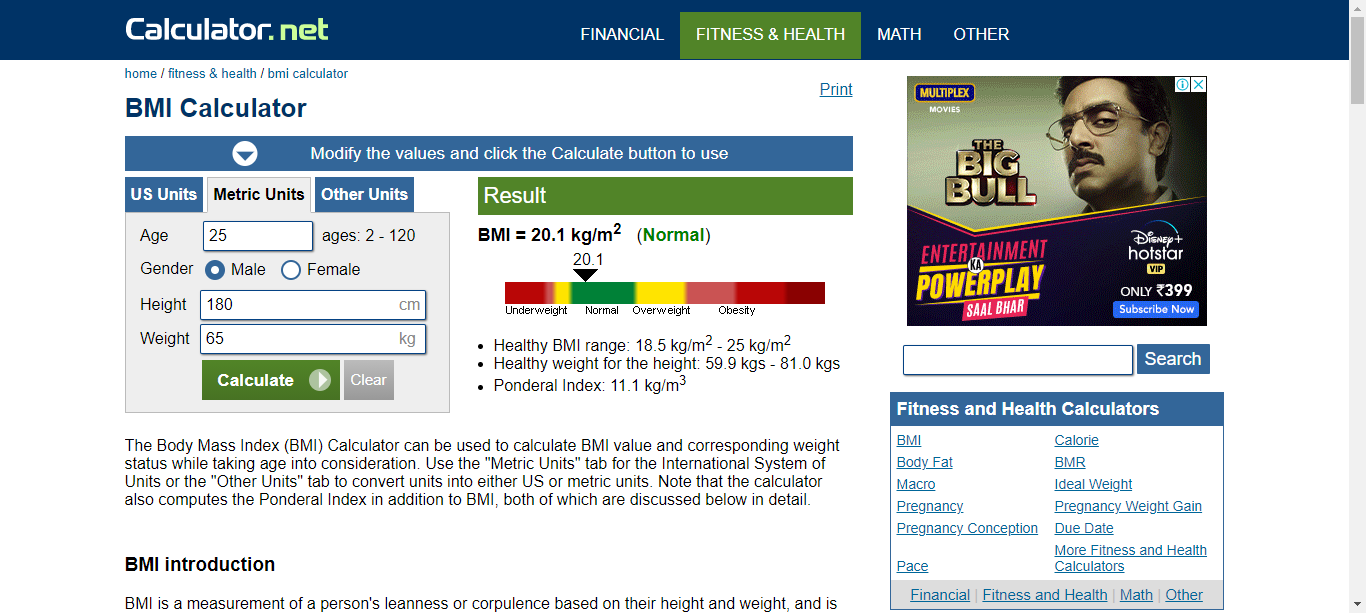 Calculator.net
FINANCIAL
FITNESS & HEALTH
MATH
OTHER
home / fitness & health / bmi calculator
Print
BMI Calculator
Modify the values and click the Calculate button to use
US Units
Metric Units
Other Units
Age
25
ages: 2 - 120
Gender
Male
Female
Height
180
cm
Weight
65
kg
Calculate
Clear
Result
BMI = 20.1 kg/m² (Normal)
20.1
Underweight
Normal
Overweight
Obesity
Healthy BMI range: 18.5 kg/m² - 25 kg/m²
Healthy weight for the height: 59.9 kgs - 81.0 kgs
Ponderal Index: 11.1 kg/m³
The Body Mass Index (BMI) Calculator can be used to calculate BMI value and corresponding weight
status while taking age into consideration. Use the "Metric Units" tab for the International System of
Units or the "Other Units" tab to convert units into either US or metric units. Note that the calculator
also computes the Ponderal Index in addition to BMI, both of which are discussed below in detail.
BMI introduction
BMI is a measurement of a person's leanness or corpulence based on their height and weight, and is
MULTIPLEX
MOVIES
THE
BIG
BULL
ENTERTAINMENT
KA
POWERPLAY
SAAL BHAR
Disney+
hotstar
VIP
ONLY ₹399
Subscribe Now
Search
Fitness and Health Calculators
BMI
Calorie
Body Fat
BMR
Macro
Ideal Weight
Pregnancy
Pregnancy Weight Gain
Pregnancy Conception
Due Date
Pace
More Fitness and Health
Calculators
Financial | Fitness and Health | Math | Other